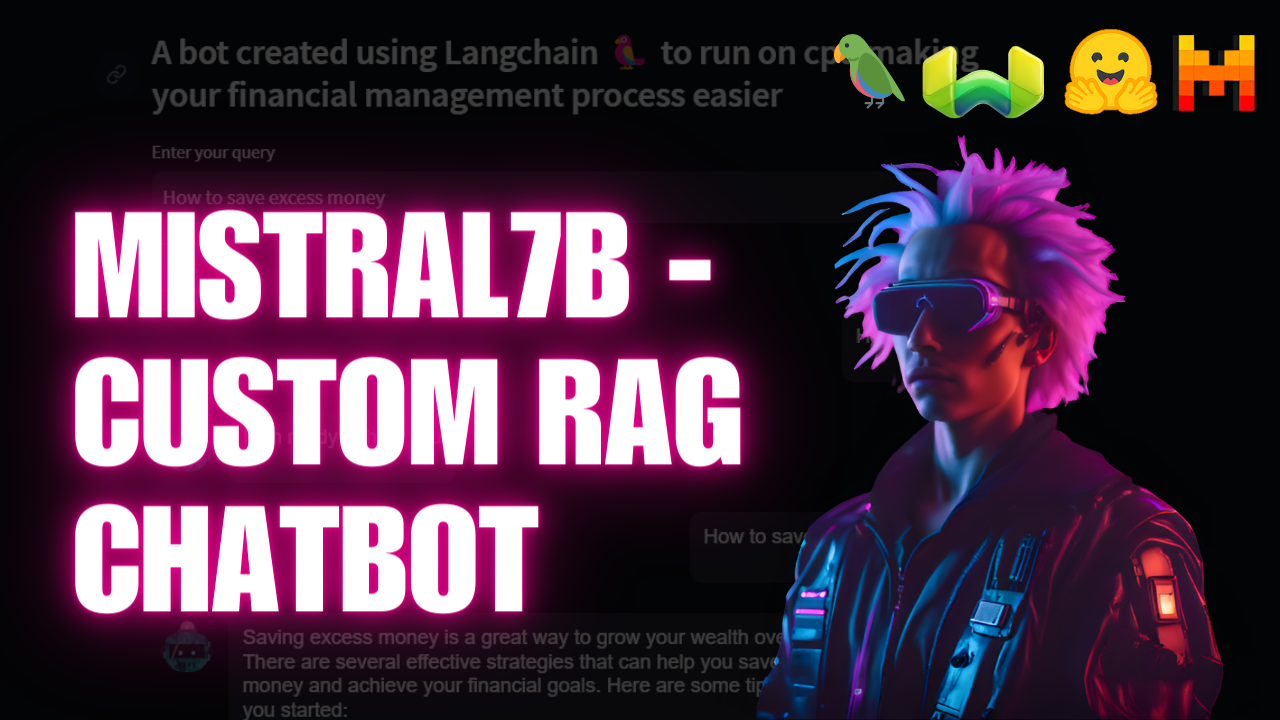 A bot created using Langchain 🦜 to run on cpu making
your financial management process easier
Enter your query
How to save excess money
MISTRAL7B -
CUSTOM RAG
CHATBOT
How to sav
Saving excess money is a great way to grow your wealth ove
There are several effective strategies that can help you save
money and achieve your financial goals. Here are some tip
you started: